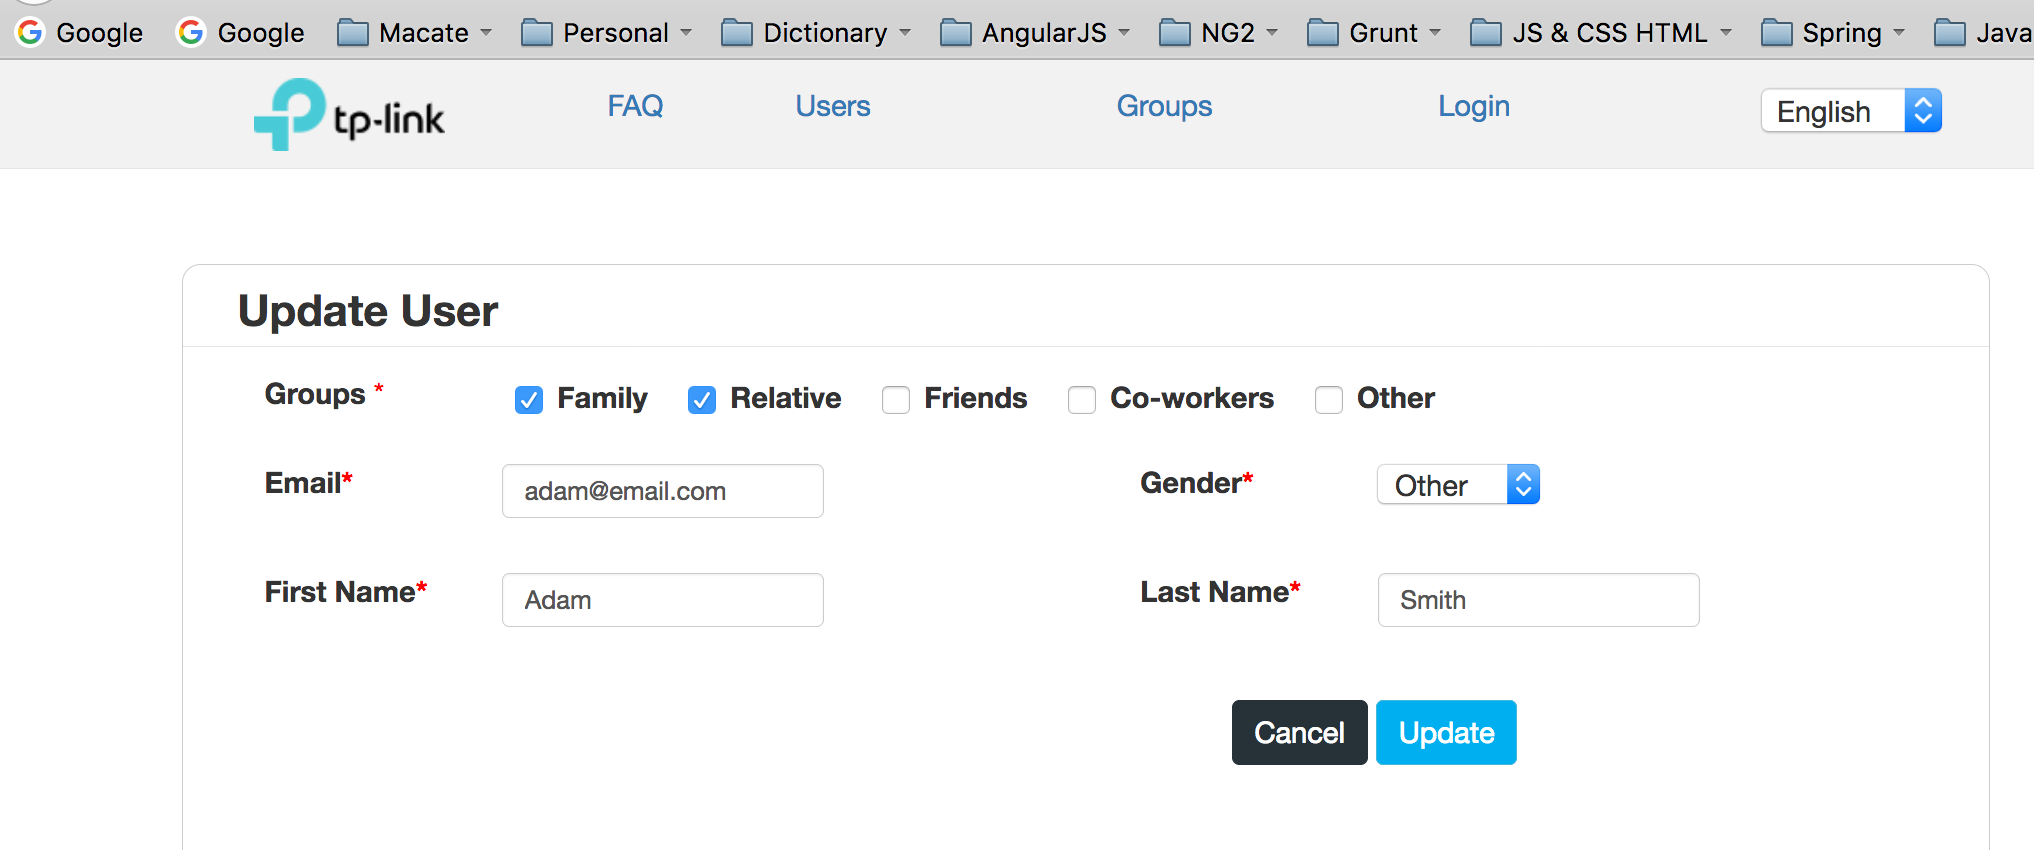 Google Google Macate Personal Dictionary AngularJS NG2 Grunt JS & CSS HTML Spring Java
tp-link FAQ Users Groups Login English
Update User
Groups * Family Relative Friends Co-workers Other
Email* adam@email.com Gender* Other
First Name* Adam Last Name* Smith
Cancel Update